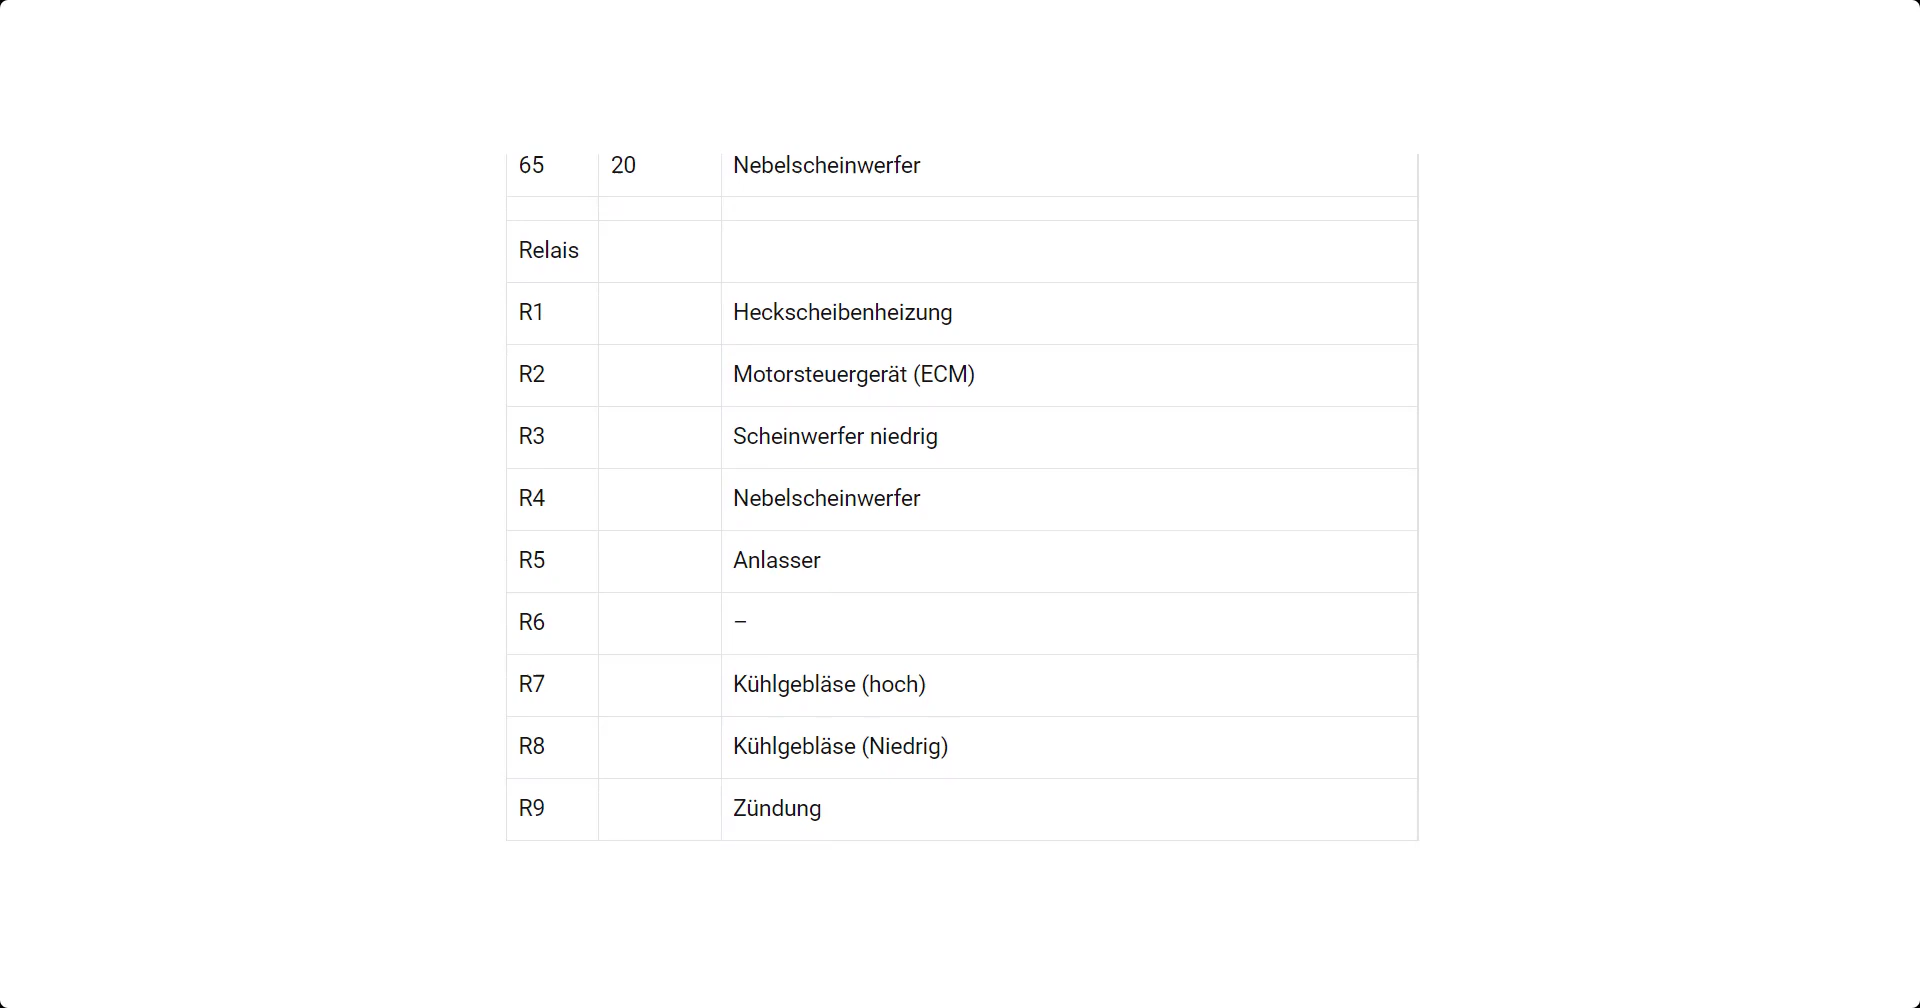 65 20 Nebelscheinwerfer
Relais
R1 Heckscheibenheizung
R2 Motorsteuergerät (ECM)
R3 Scheinwerfer niedrig
R4 Nebelscheinwerfer
R5 Anlasser
R6 –
R7 Kühlgebläse (hoch)
R8 Kühlgebläse (Niedrig)
R9 Zündung